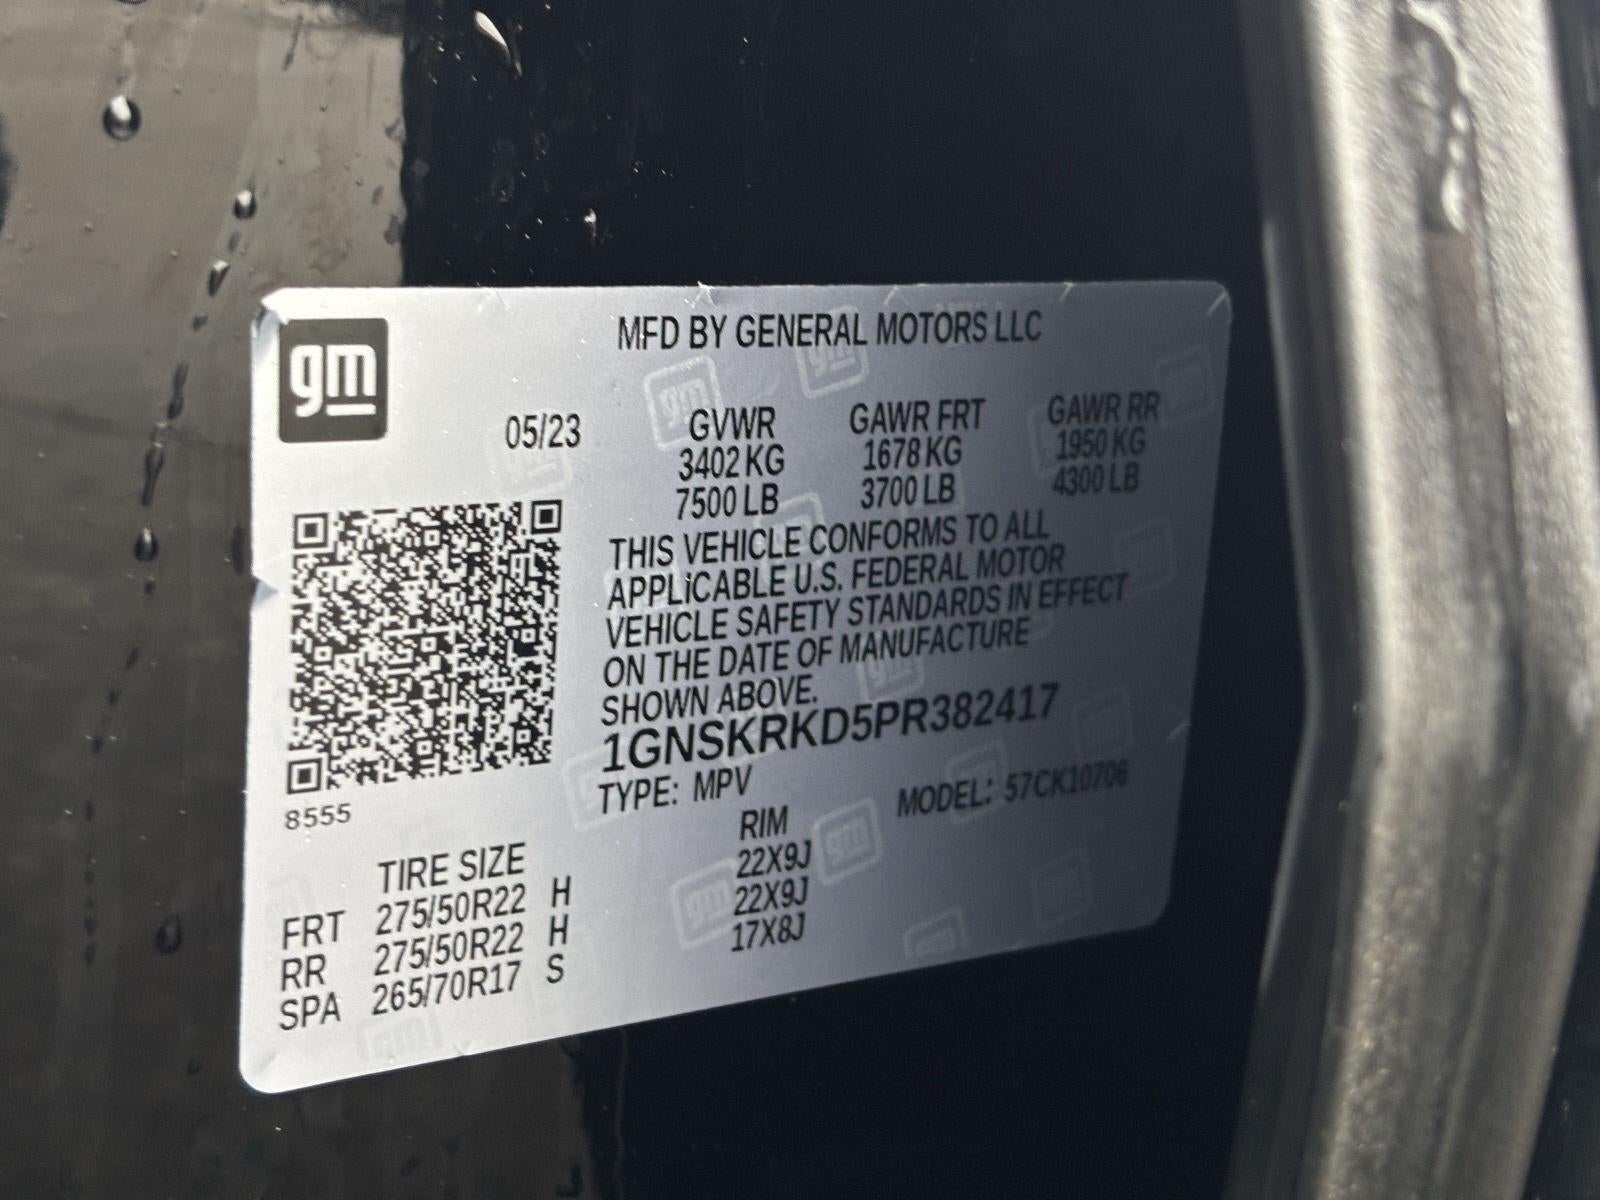 gm
MFD BY GENERAL MOTORS LLC
05/23 GVWR GAWR FRT GAWR RR
3402 KG 1678 KG 1950 KG
7500 LB 3700 LB 4300 LB
THIS VEHICLE CONFORMS TO ALL
APPLICABLE U.S. FEDERAL MOTOR
VEHICLE SAFETY STANDARDS IN EFFECT
ON THE DATE OF MANUFACTURE
SHOWN ABOVE.
1GNSKRKD5PR382417
TYPE: MPV MODEL: 57CK10706
8555
TIRE SIZE RIM
FRT 275/50R22 H 22X9J
RR 275/50R22 H 22X9J
SPA 265/70R17 S 17X8J